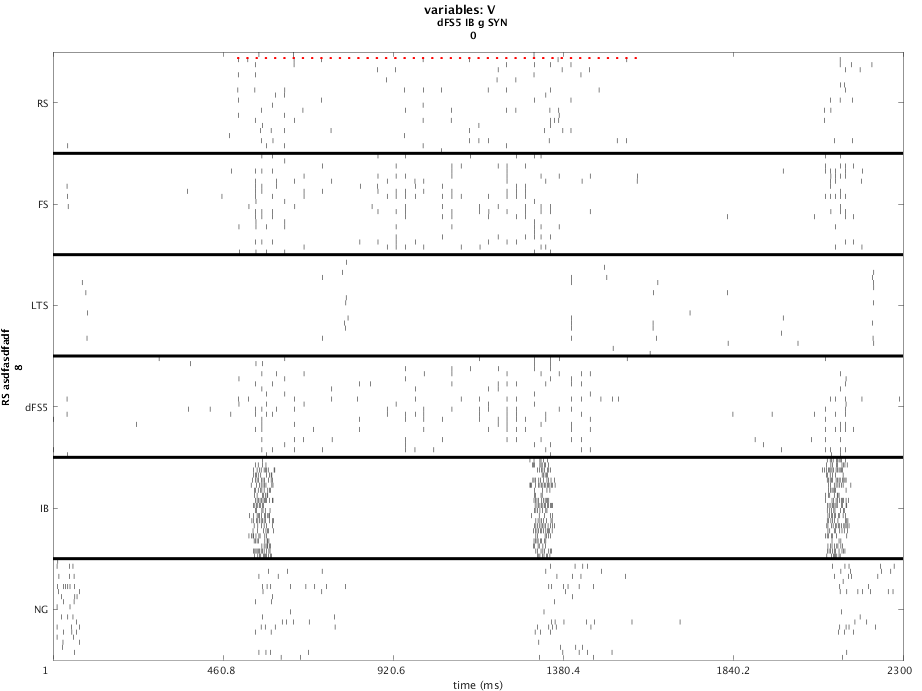 variables: V
dFS5 IB g SYN
0
RS
FS
LTS
dFS5
IB
NG
RS asdfasdfadf
8
1
460.8
920.6
1380.4
1840.2
2300
time (ms)